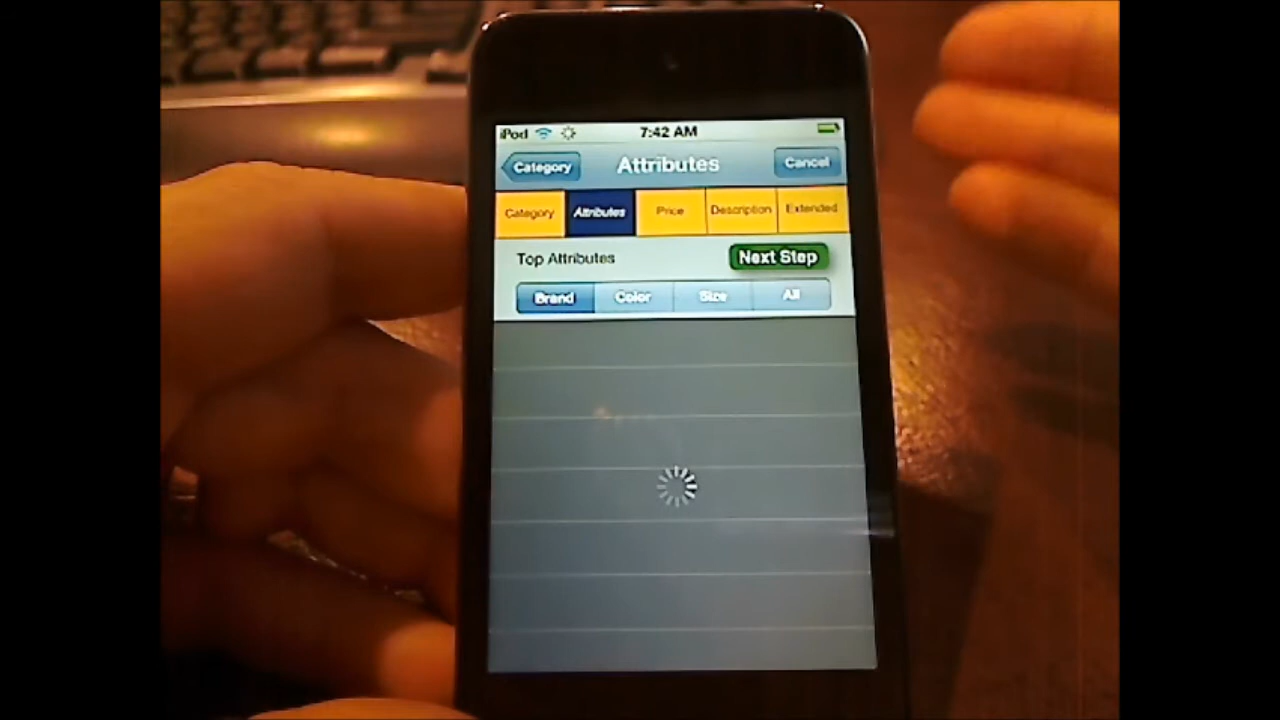 iPod 7:42 AM
Category Attributes Cancel
Category Attributes Price Description Extended
Top Attributes Next Step
Brand Color Size All